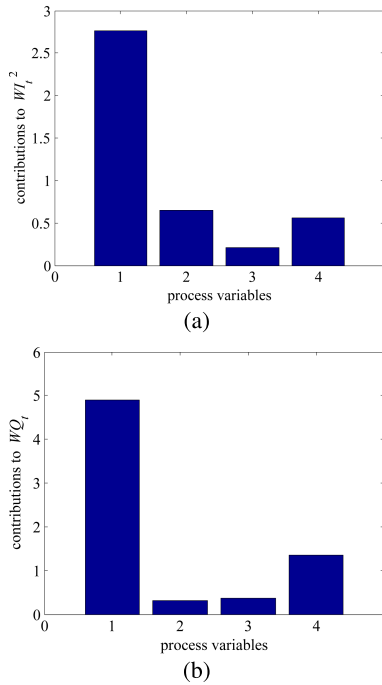 3
2.5
2
1.5
1
0.5
0
contributions to WI_t^2
0 1 2 3 4
process variables
(a)
6
5
4
3
2
1
0
contributions to WQ_t
0 1 2 3 4
process variables
(b)